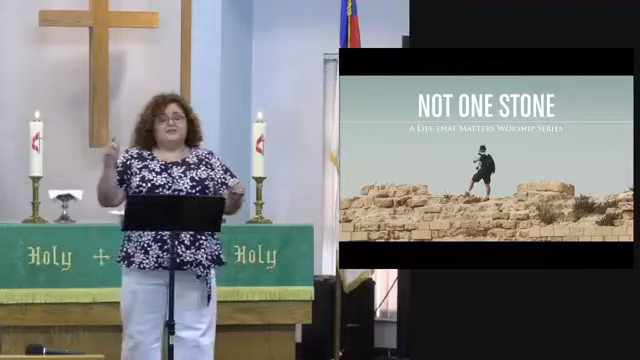 NOT ONE STONE
A LIFE THAT MATTERS WORSHIP SERIES
Holy
Holy